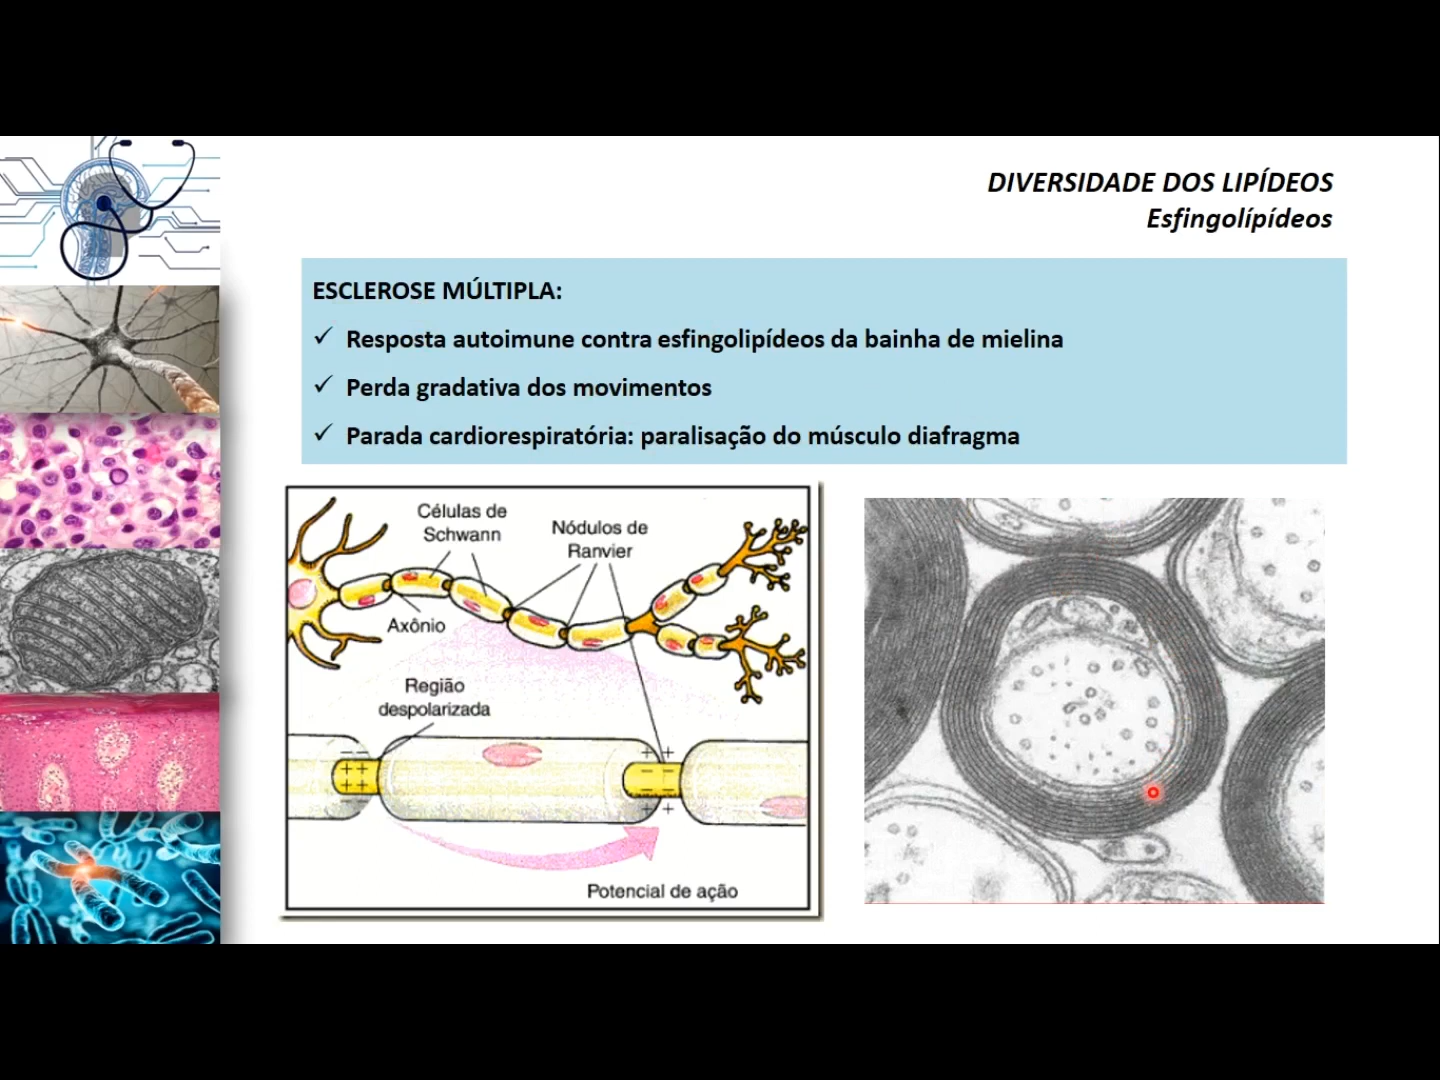 DIVERSIDADE DOS LIPÍDEOS
Esfingolípídeos
ESCLEROSE MÚLTIPLA:
✓ Resposta autoimune contra esfingolipídeos da bainha de mielina
✓ Perda gradativa dos movimentos
✓ Parada cardiorespiratória: paralisação do músculo diafragma
Células de
Schwann
Nódulos de
Ranvier
Axônio
Região
despolarizada
Potencial de ação